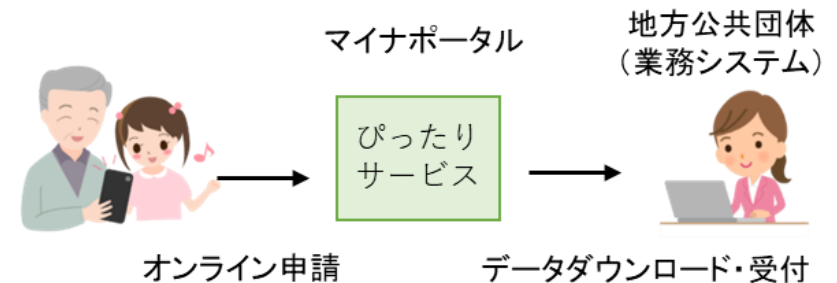 マイナポータル
地方公共団体
（業務システム）
ぴったり
サービス
オンライン申請
データダウンロード・受付